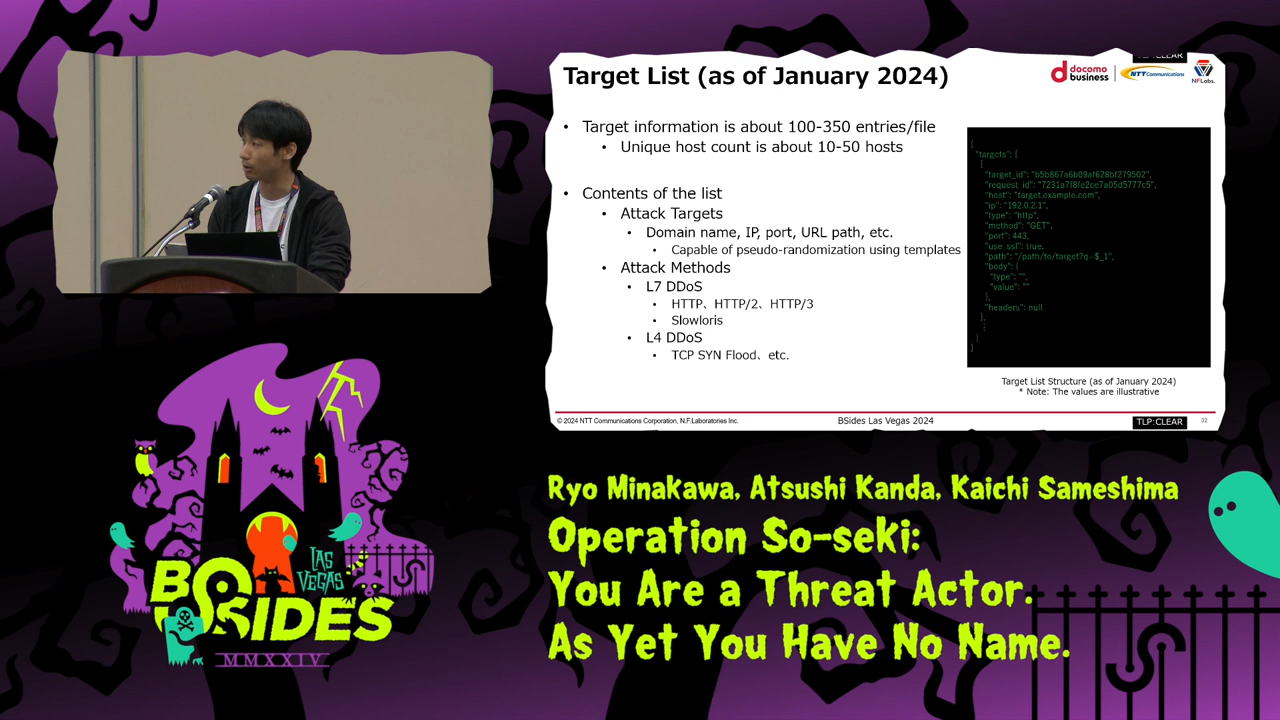 TLP:CLEAR
Target List (as of January 2024)
docomo business
NTT Communications
NFLabs.
• Target information is about 100-350 entries/file
• Unique host count is about 10-50 hosts
• Contents of the list
• Attack Targets
• Domain name, IP, port, URL path, etc.
• Capable of pseudo-randomization using templates
• Attack Methods
• L7 DDoS
• HTTP、HTTP/2、HTTP/3
• Slowloris
• L4 DDoS
• TCP SYN Flood、etc.
{
"targets": [
{
"target_id": "b5b867a6b09af628bf279502",
"request_id": "7231a7f8fe2ce7a05d5777c5",
"host": "target.example.com",
"ip": "192.0.2.1",
"type": "http",
"method": "GET",
"port": 443,
"use_ssl": true,
"path": "/path/to/target?q=$_1",
"body": {
"type": "",
"value": ""
},
"headers": null
},
⋮
]
}
Target List Structure (as of January 2024)
* Note: The values are illustrative
© 2024 NTT Communications Corporation, N.F.Laboratories Inc.
BSides Las Vegas 2024
TLP:CLEAR
32
LAS
VEGAS
BSIDES
MMXXIV
Ryo Minakawa, Atsushi Kanda, Kaichi Sameshima
Operation So-seki:
You Are a Threat Actor.
As Yet You Have No Name.